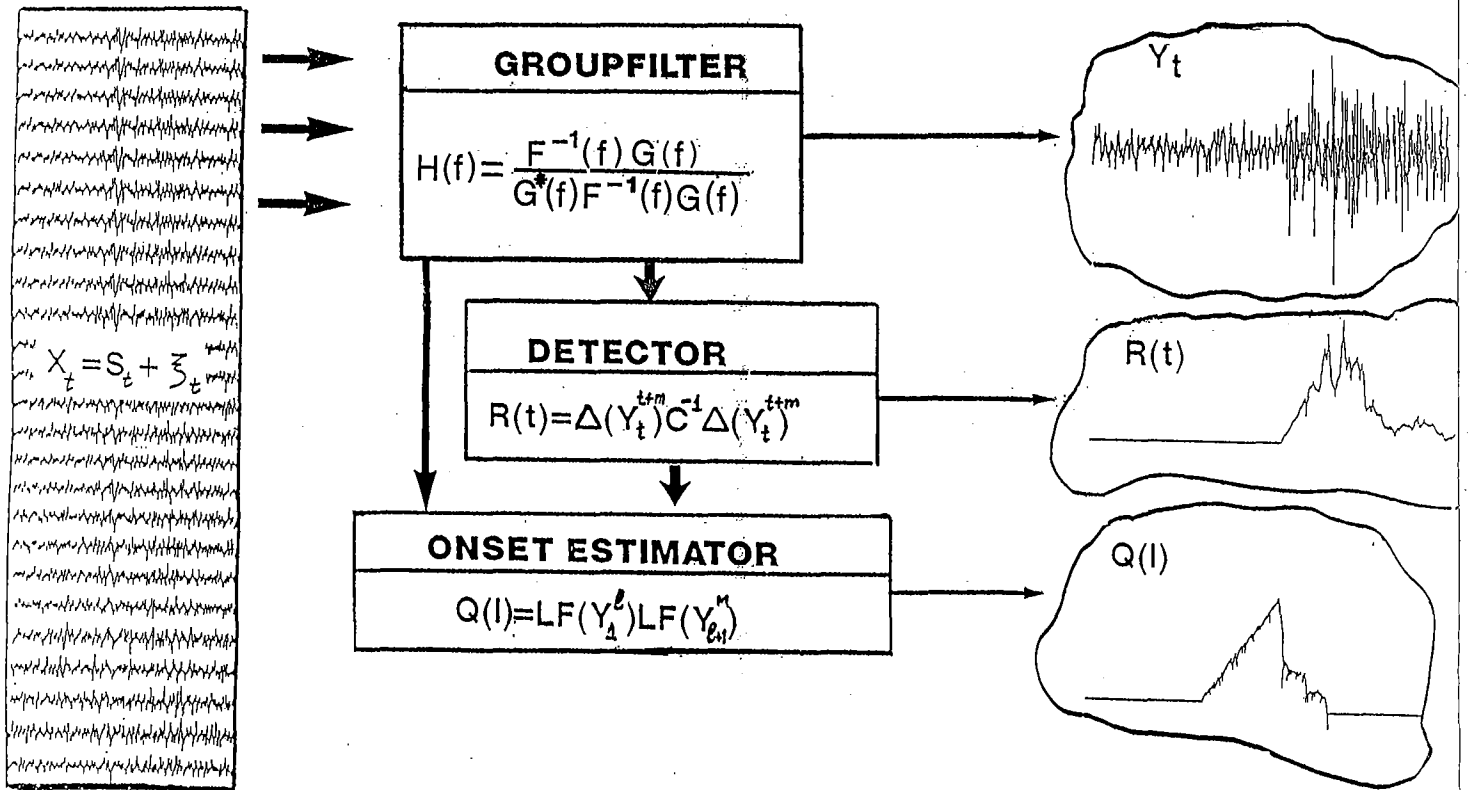 GROUPFILTER
H(f)= F⁻¹(f) G(f)
G*(f)F⁻¹(f)G(f)
Y_t
X_t = S_t + ξ_t
DETECTOR
R(t)=Δ(Y_t^{t+m})C⁻¹Δ(Y_t^{t+m})
R(t)
ONSET ESTIMATOR
Q(l)=LF(Y_1^ℓ)LF(Y_{ℓ+1}^M)
Q(l)